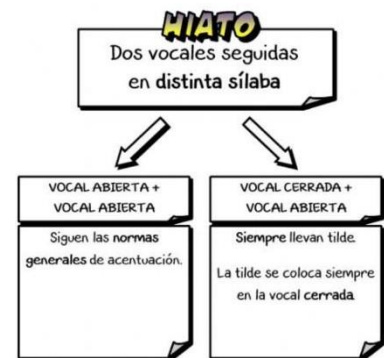 HIATO
Dos vocales seguidas
en distinta sílaba
VOCAL ABIERTA +
VOCAL ABIERTA
Siguen las normas
generales de acentuación.
VOCAL CERRADA +
VOCAL ABIERTA
Siempre llevan tilde.
La tilde se coloca siempre
en la vocal cerrada